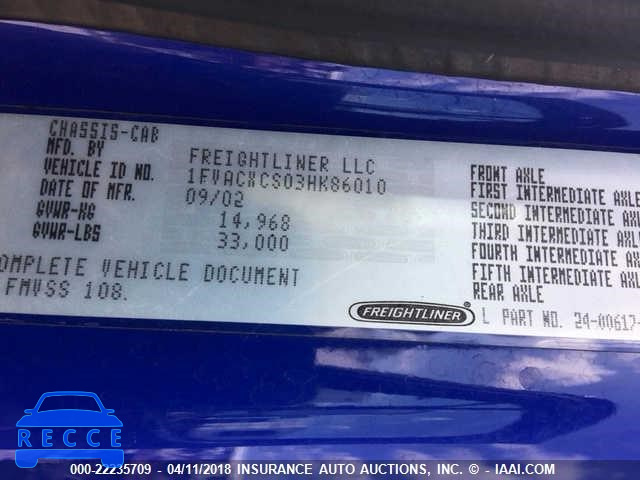 CHASSIS-CAB
MFD. BY FREIGHTLINER LLC
VEHICLE ID NO. 1FVACXCS03HK86010
DATE OF MFR. 09/02
GVWR-KG 14,968
GVWR-LBS 33,000
OMPLETE VEHICLE DOCUMENT
FMVSS 108.
FRONT AXLE
FIRST INTERMEDIATE AXLE
SECOND INTERMEDIATE AX
THIRD INTERMEDIATE AXL
FOURTH INTERMEDIATE AX
FIFTH INTERMEDIATE AXL
REAR AXLE
FREIGHTLINER
L PART NO. 24-00617-
RECCE
000-22235709 - 04/11/2018 INSURANCE AUTO AUCTIONS, INC. - © IAAI.COM